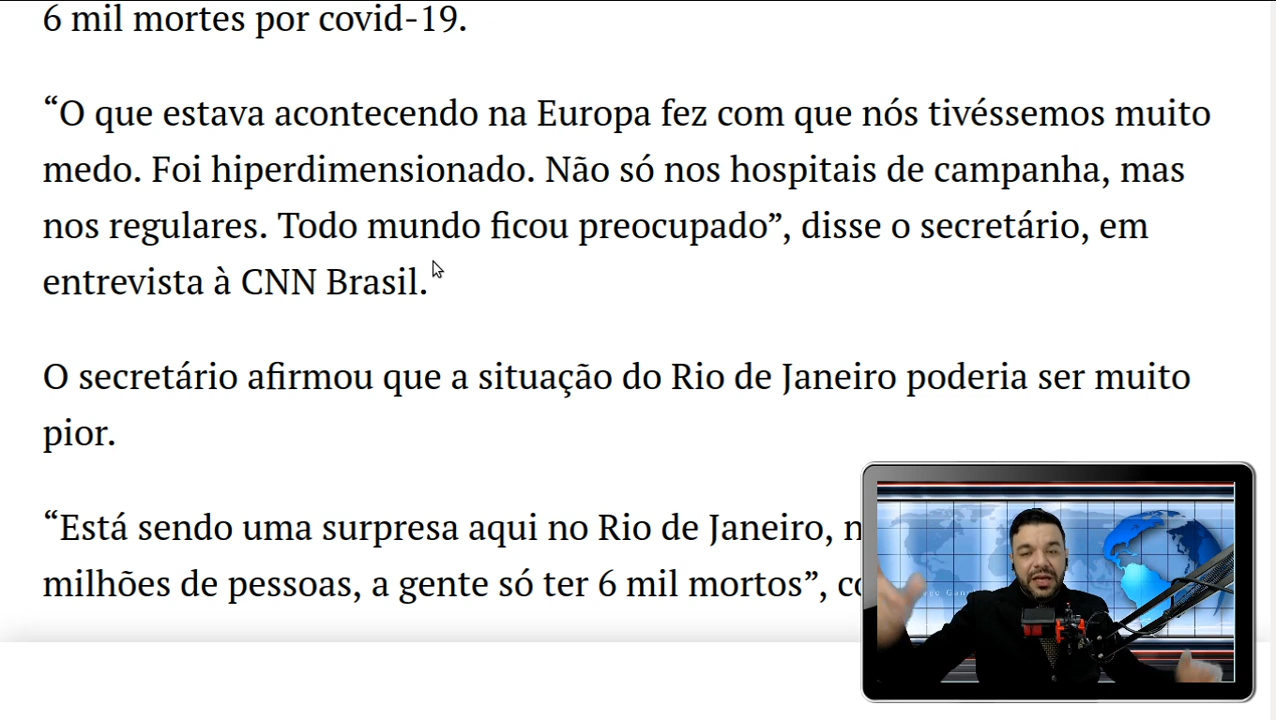 6 mil mortes por covid-19.
“O que estava acontecendo na Europa fez com que nós tivéssemos muito
medo. Foi hiperdimensionado. Não só nos hospitais de campanha, mas
nos regulares. Todo mundo ficou preocupado”, disse o secretário, em
entrevista à CNN Brasil.
O secretário afirmou que a situação do Rio de Janeiro poderia ser muito
pior.
“Está sendo uma surpresa aqui no Rio de Janeiro,
milhões de pessoas, a gente só ter 6 mil mortos”,